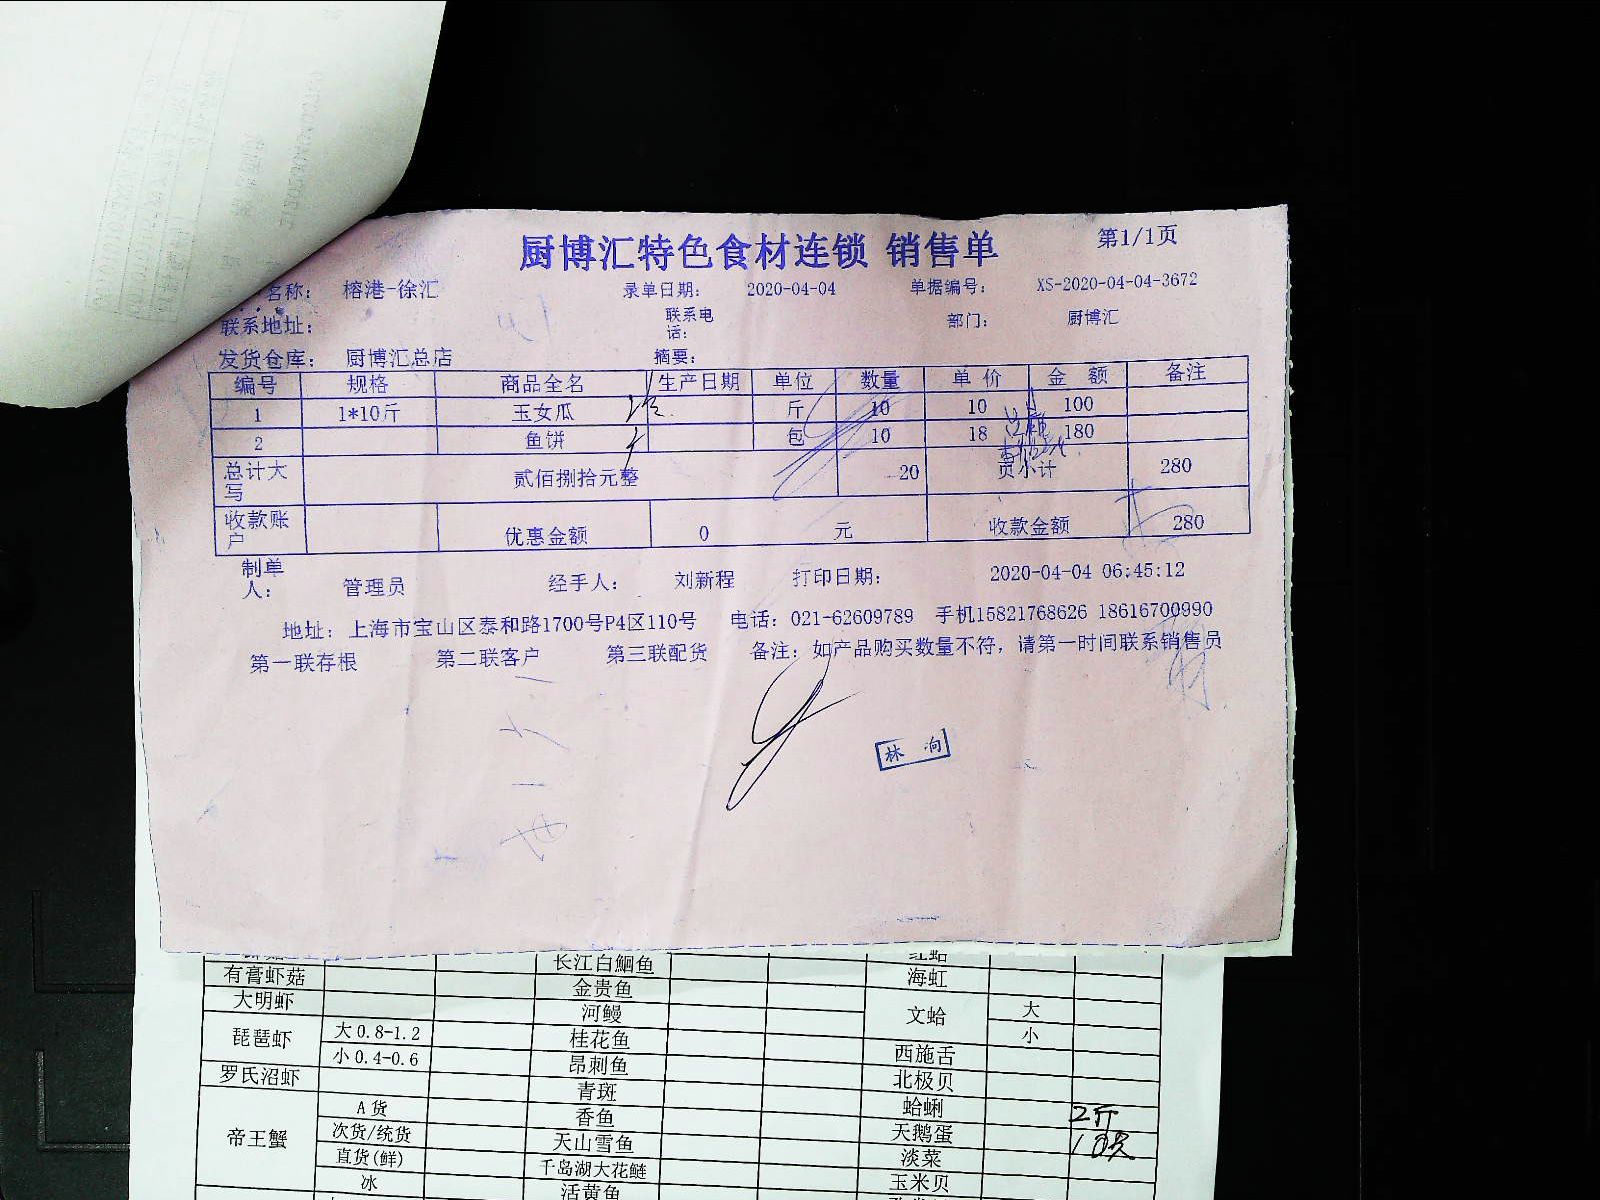 厨博汇特色食材连锁 销售单 第1/1页
名称： 榕港-徐汇 录单日期： 2020-04-04 单据编号： XS-2020-04-04-3672
联系地址： 联系电话： 部门： 厨博汇
发货仓库： 厨博汇总店 摘要：
编号 规格 商品全名 生产日期 单位 数量 单价 金额 备注
1 1*10斤 玉女瓜 斤 10 10 100
2 鱼饼 包 10 18 180
总计大写 贰佰捌拾元整 20 页小计 280
收款账户 优惠金额 0 元 收款金额 280
制单人： 管理员 经手人： 刘新程 打印日期： 2020-04-04 06:45:12
地址：上海市宝山区泰和路1700号P4区110号 电话：021-62609789 手机15821768626 18616700990
第一联存根 第二联客户 第三联配货 备注：如产品购买数量不符，请第一时间联系销售员
林响
长江白鮰鱼 红蛤
有膏虾菇 金贵鱼 海虹
大明虾 河鳗 文蛤 大
琵琶虾 大0.8-1.2 桂花鱼 小
小0.4-0.6 昂刺鱼 西施舌
罗氏沼虾 青斑 北极贝
帝王蟹 A货 香鱼 蛤蜊 2斤
次货/统货 天山雪鱼 天鹅蛋
直货(鲜) 千岛湖大花鲢 淡菜
冰 活黄鱼 玉米贝